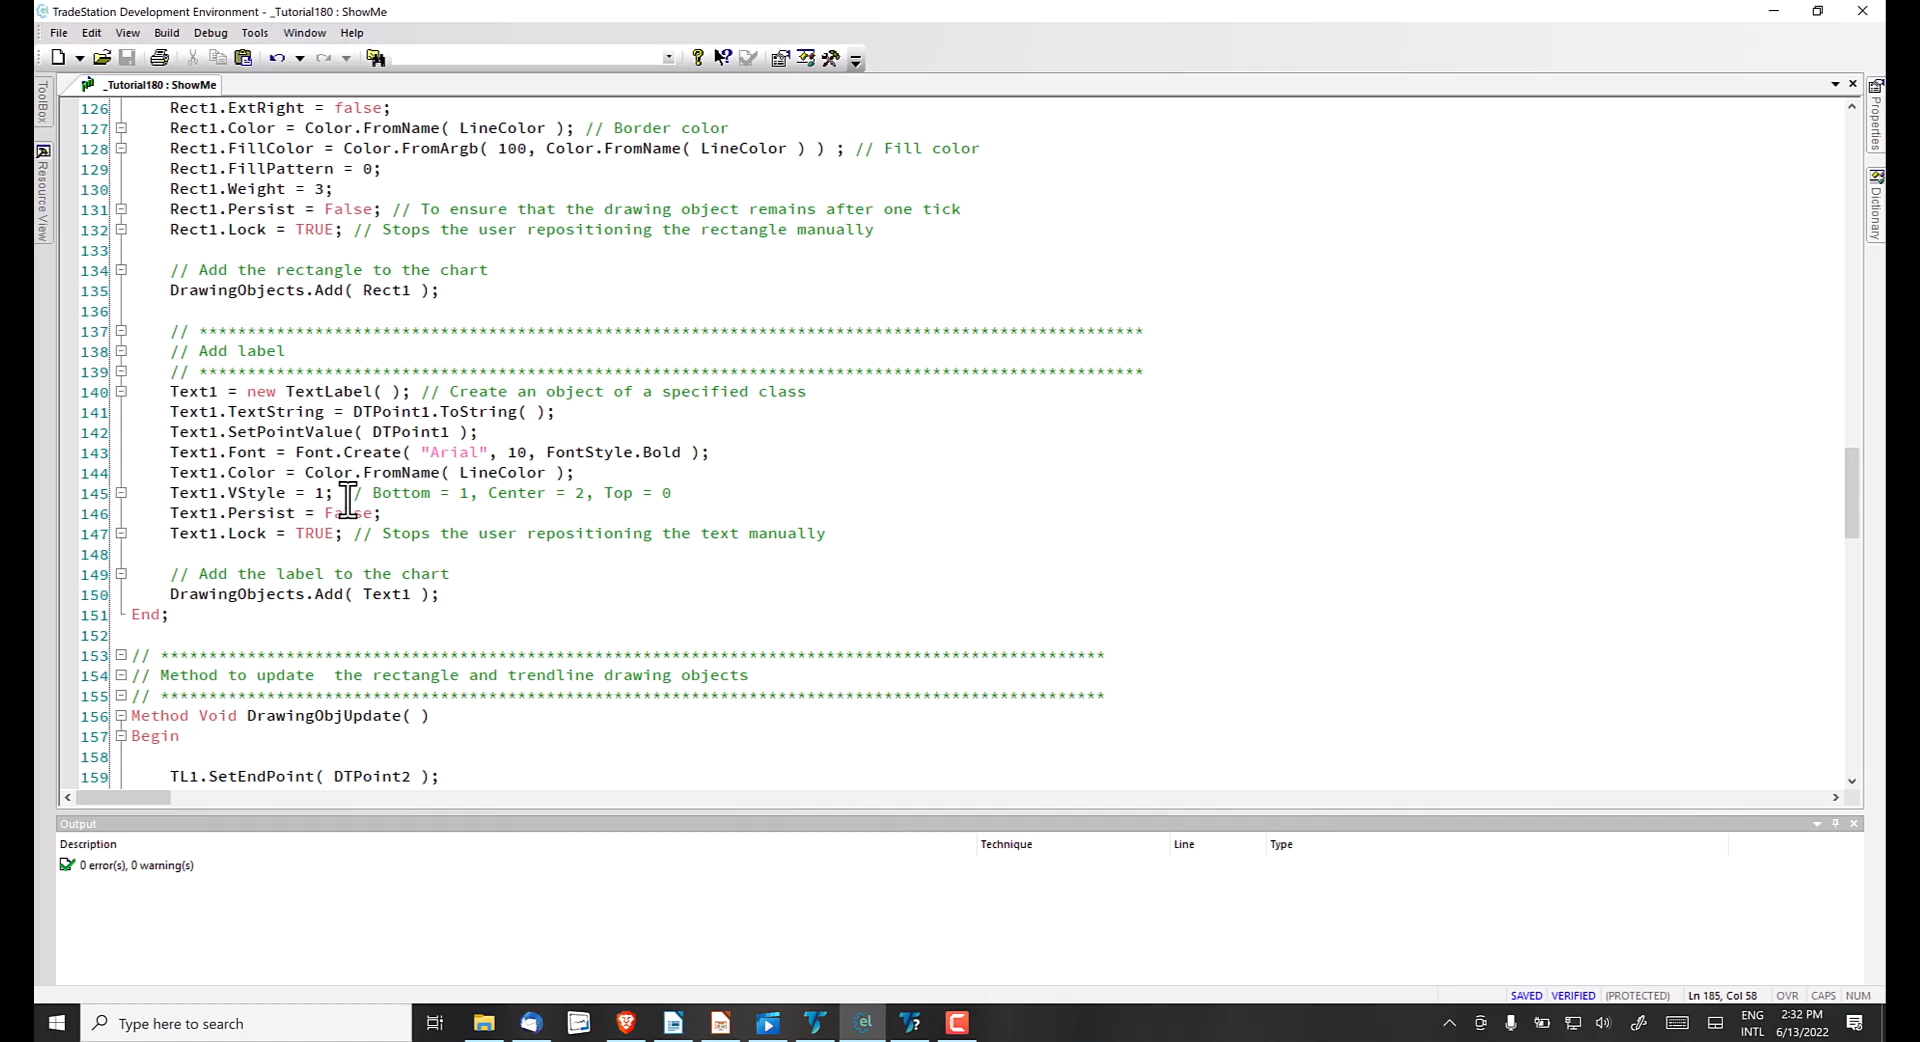 TradeStation Development Environment - _Tutorial180 : ShowMe
File Edit View Build Debug Tools Window Help
_Tutorial180 : ShowMe
ToolBox
Resource View
Properties
Dictionary
126 Rect1.ExtRight = false;
127 Rect1.Color = Color.FromName( LineColor ); // Border color
128 Rect1.FillColor = Color.FromArgb( 100, Color.FromName( LineColor ) ) ; // Fill color
129 Rect1.FillPattern = 0;
130 Rect1.Weight = 3;
131 Rect1.Persist = False; // To ensure that the drawing object remains after one tick
132 Rect1.Lock = TRUE; // Stops the user repositioning the rectangle manually
133
134 // Add the rectangle to the chart
135 DrawingObjects.Add( Rect1 );
136
137 // **************************************************************************************************
138 // Add label
139 // **************************************************************************************************
140 Text1 = new TextLabel( ); // Create an object of a specified class
141 Text1.TextString = DTPoint1.ToString( );
142 Text1.SetPointValue( DTPoint1 );
143 Text1.Font = Font.Create( "Arial", 10, FontStyle.Bold );
144 Text1.Color = Color.FromName( LineColor );
145 Text1.VStyle = 1; // Bottom = 1, Center = 2, Top = 0
146 Text1.Persist = False;
147 Text1.Lock = TRUE; // Stops the user repositioning the text manually
148
149 // Add the label to the chart
150 DrawingObjects.Add( Text1 );
151 End;
152
153 // **************************************************************************************************
154 // Method to update  the rectangle and trendline drawing objects
155 // **************************************************************************************************
156 Method Void DrawingObjUpdate( )
157 Begin
158
159 TL1.SetEndPoint( DTPoint2 );
Output
Description Technique Line Type
0 error(s), 0 warning(s)
SAVED VERIFIED (PROTECTED) Ln 185, Col 58 OVR CAPS NUM
Type here to search
el
ENG 2:32 PM
INTL 6/13/2022